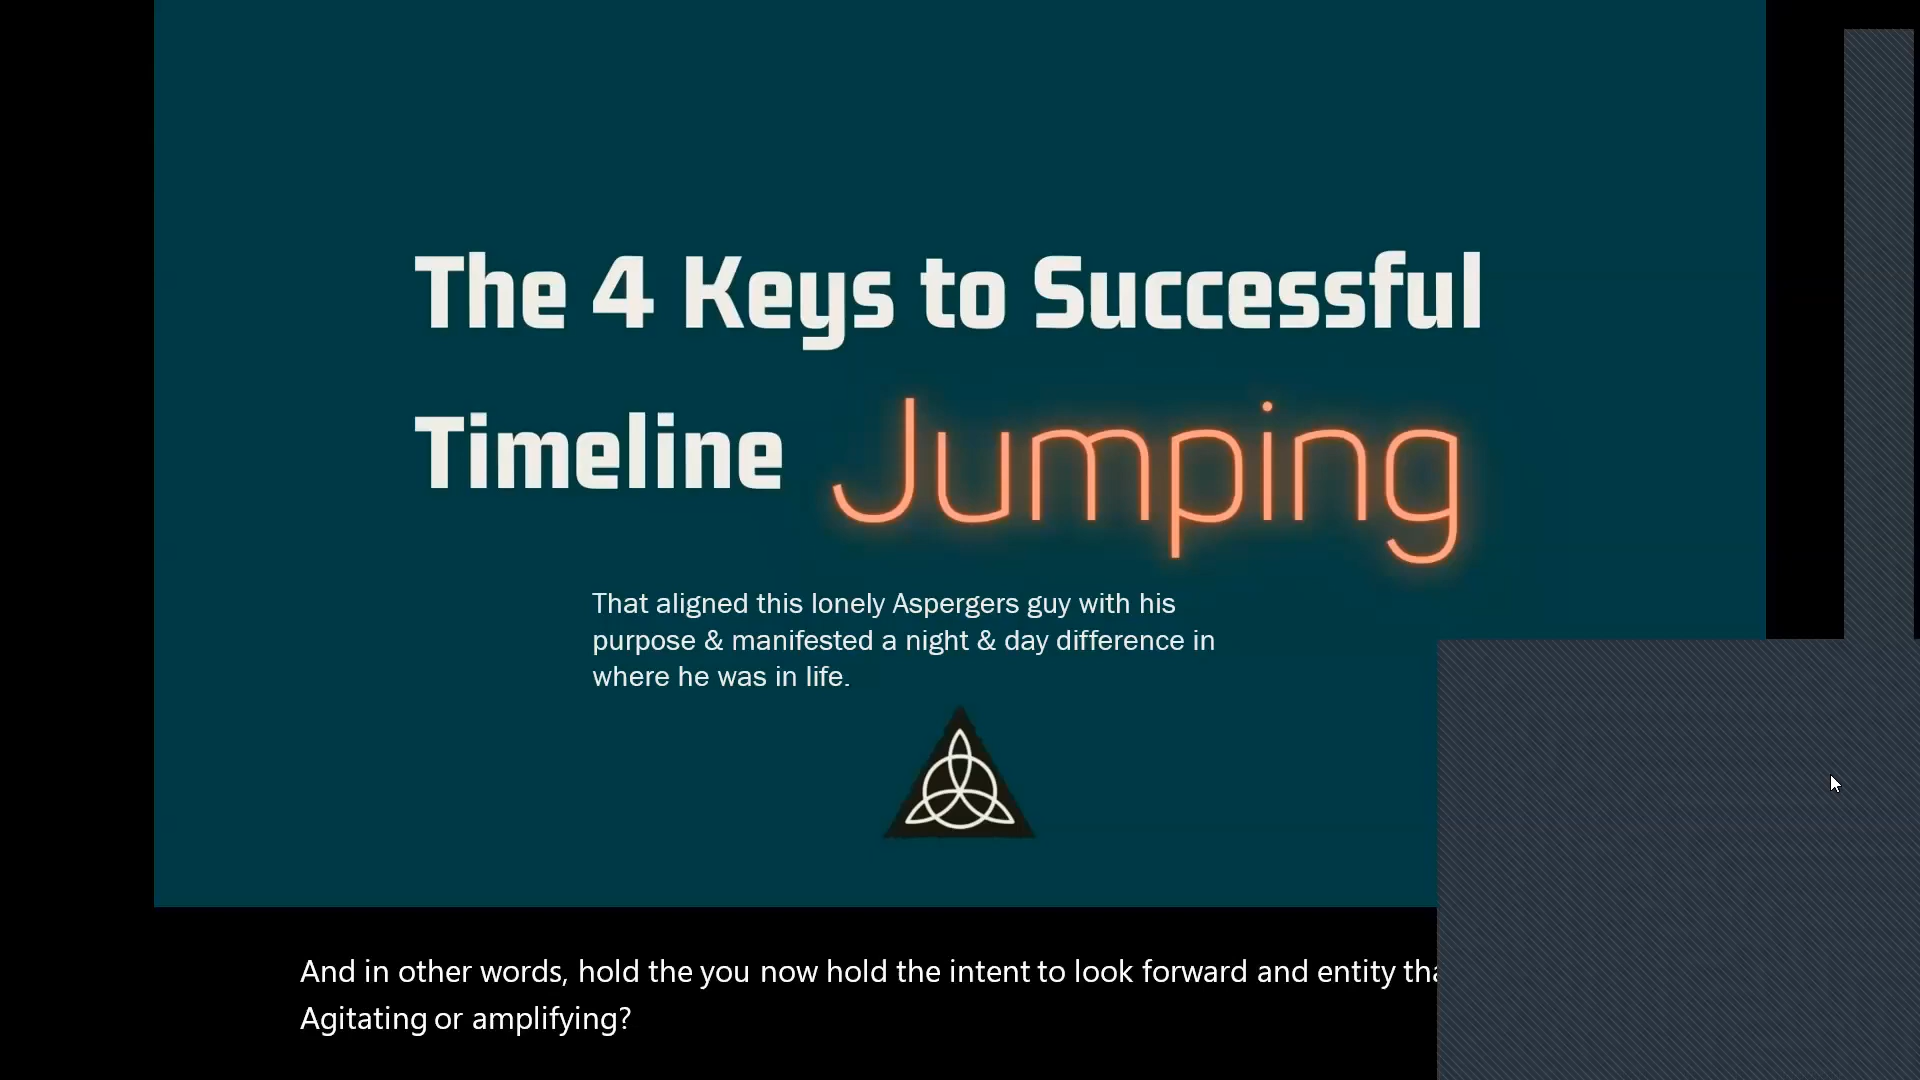 The 4 Keys to Successful
Timeline Jumping
That aligned this lonely Aspergers guy with his
purpose & manifested a night & day difference in
where he was in life.
And in other words, hold the you now hold the intent to look forward and entity
Agitating or amplifying?